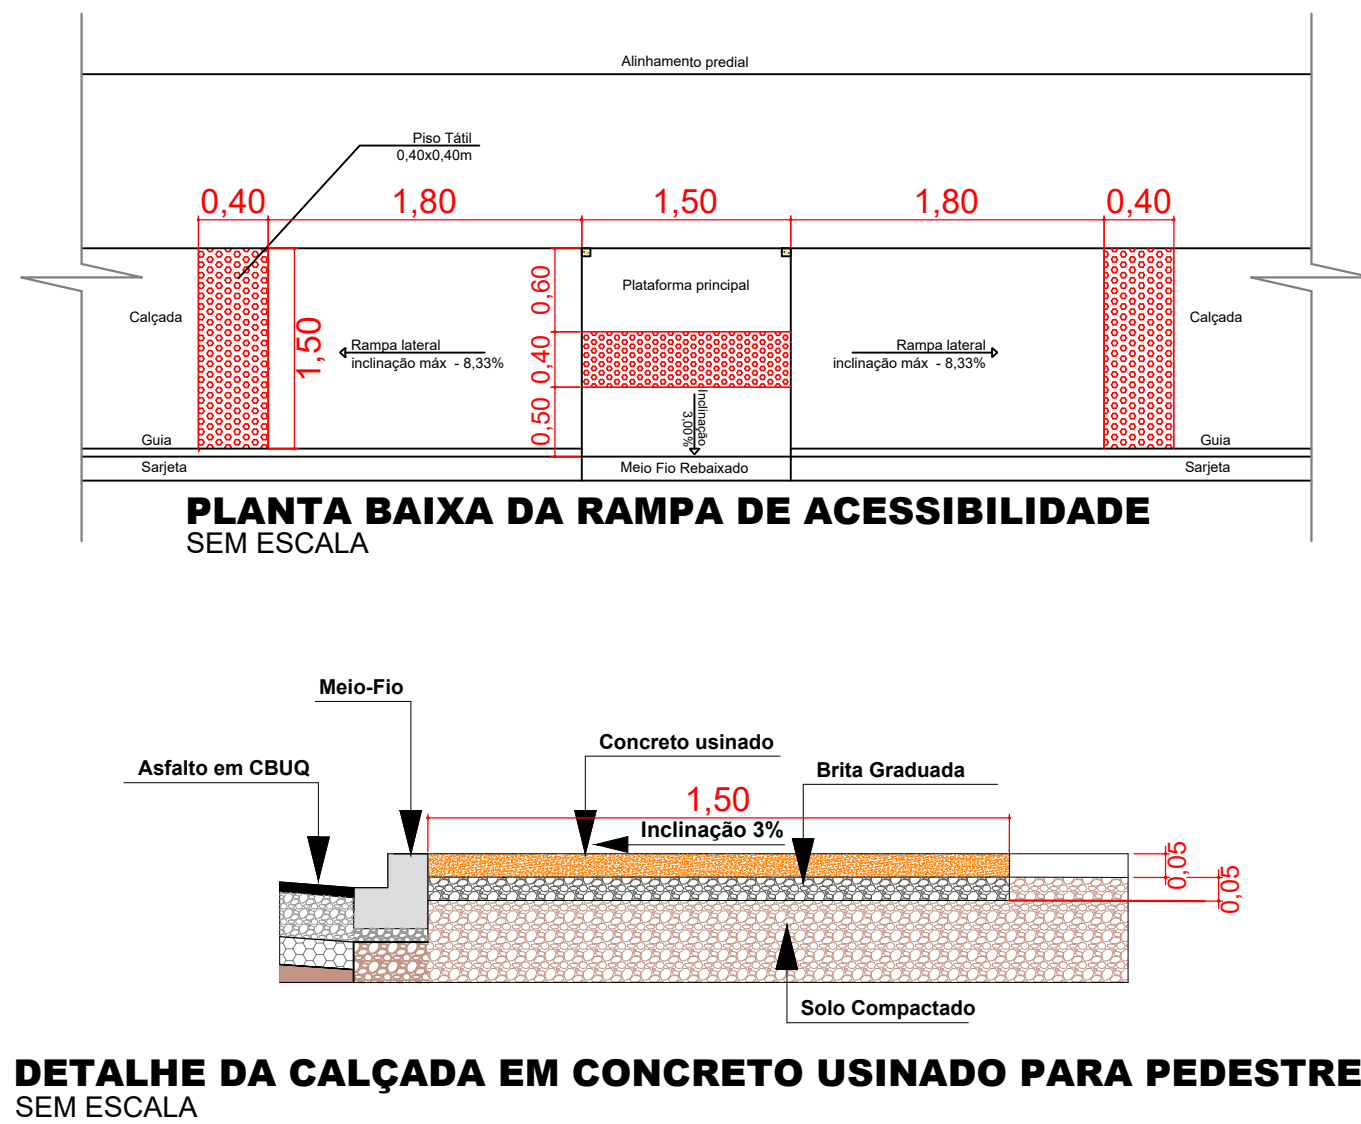 Alinhamento predial
Piso Tátil
0,40x0,40m
0,40
1,80
1,50
1,80
0,40
Calçada
1,50
Rampa lateral
inclinação máx - 8,33%
0,60
0,40
0,50
Plataforma principal
Inclinação
3,00%
Rampa lateral
inclinação máx - 8,33%
Calçada
Guia
Guia
Sarjeta
Meio Fio Rebaixado
Sarjeta
PLANTA BAIXA DA RAMPA DE ACESSIBILIDADE
SEM ESCALA
Meio-Fio
Concreto usinado
Asfalto em CBUQ
Brita Graduada
1,50
Inclinação 3%
0,05
0,05
Solo Compactado
DETALHE DA CALÇADA EM CONCRETO USINADO PARA PEDESTRE
SEM ESCALA